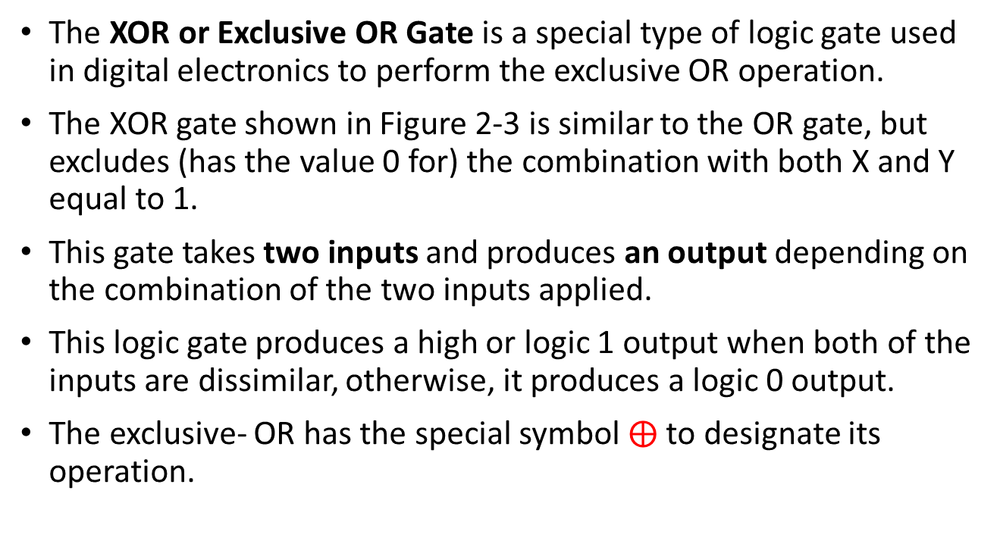 • The XOR or Exclusive OR Gate is a special type of logic gate used
in digital electronics to perform the exclusive OR operation.
• The XOR gate shown in Figure 2-3 is similar to the OR gate, but
excludes (has the value 0 for) the combination with both X and Y
equal to 1.
• This gate takes two inputs and produces an output depending on
the combination of the two inputs applied.
• This logic gate produces a high or logic 1 output when both of the
inputs are dissimilar, otherwise, it produces a logic 0 output.
• The exclusive- OR has the special symbol ⊕ to designate its
operation.